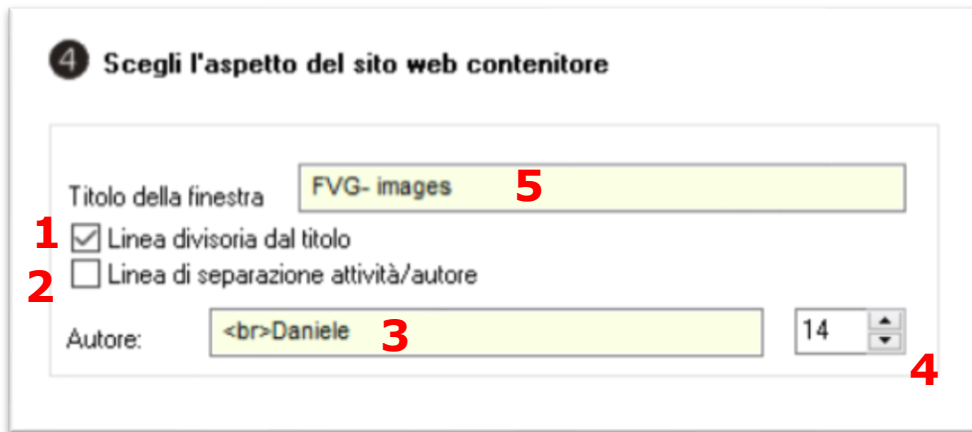 4 Scegli l'aspetto del sito web contenitore
Titolo della finestra FVG- images 5
1 Linea divisoria dal titolo
2 Linea di separazione attività/autore
Autore: <br>Daniele 3 14
4